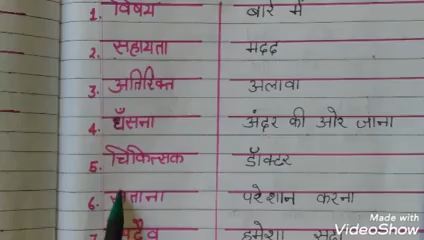 1. विषय बारे में
2. सहायता मदद
3. अतिरिक्त अलावा
4. धँसना अंदर की ओर जाना
5. चिकित्सक डॉक्टर
6. परेशान करना
7. हमेशा
Made with
VideoShow